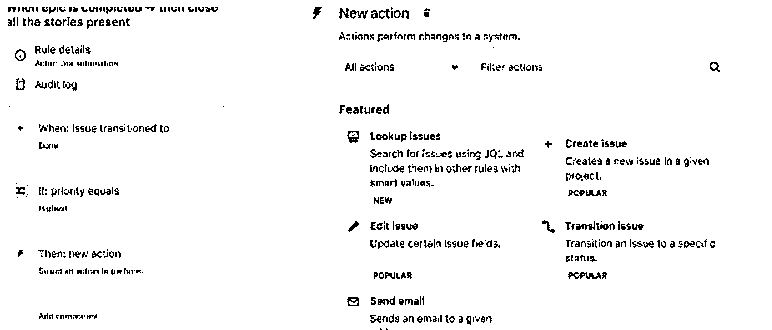 When epic is completed → then close
all the stories present
Rule details
Audit log
When: Issue transitioned to
Done
If: priority equals
Highest
Then: new action
Select an action to perform.
Add component
New action
Actions perform changes to a system.
All actions
Filter actions
Featured
Lookup issues
Search for issues using JQL and
include them in other rules with
smart values.
NEW
Create issue
Creates a new issue in a given
project.
POPULAR
Edit issue
Update certain issue fields.
POPULAR
Transition issue
Transition an issue to a specific
status.
POPULAR
Send email
Sends an email to a given